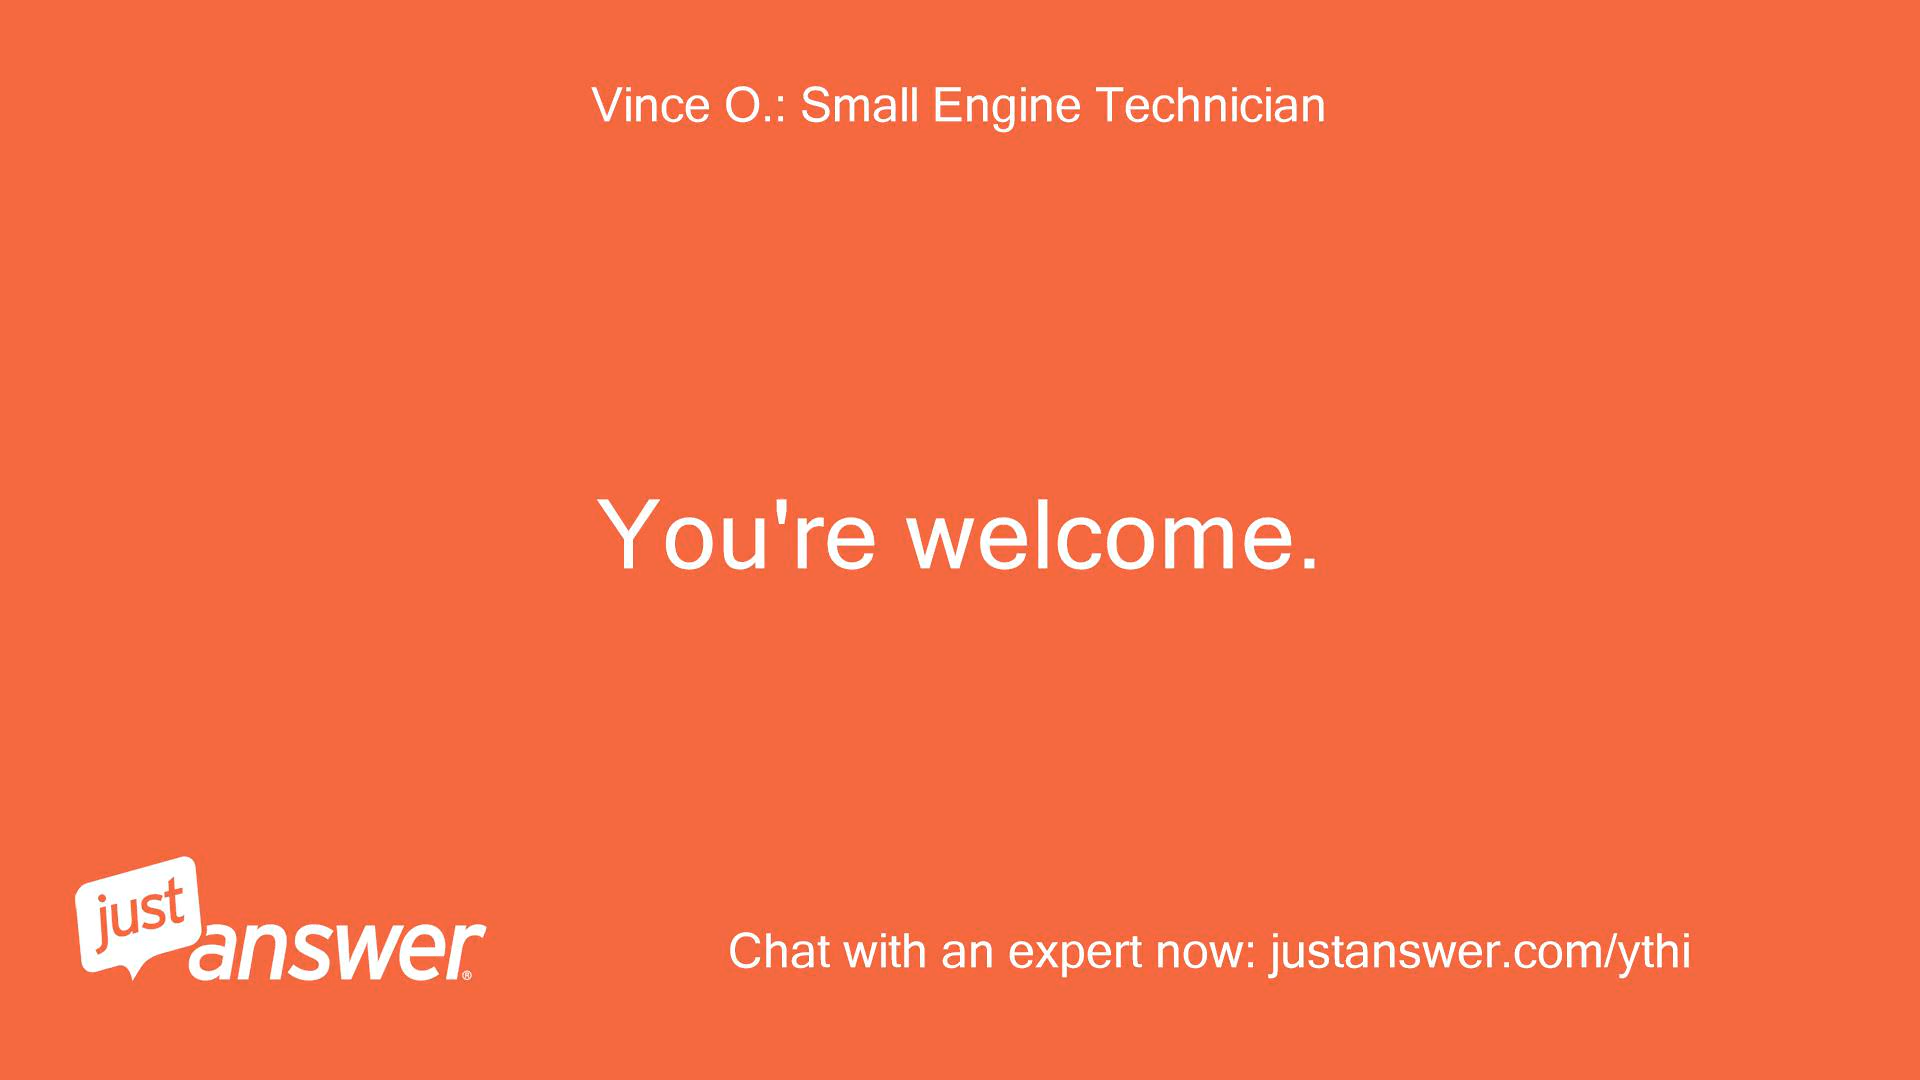 Vince O.: Small Engine Technician
You're welcome.
just
answer®
Chat with an expert now: justanswer.com/ythi